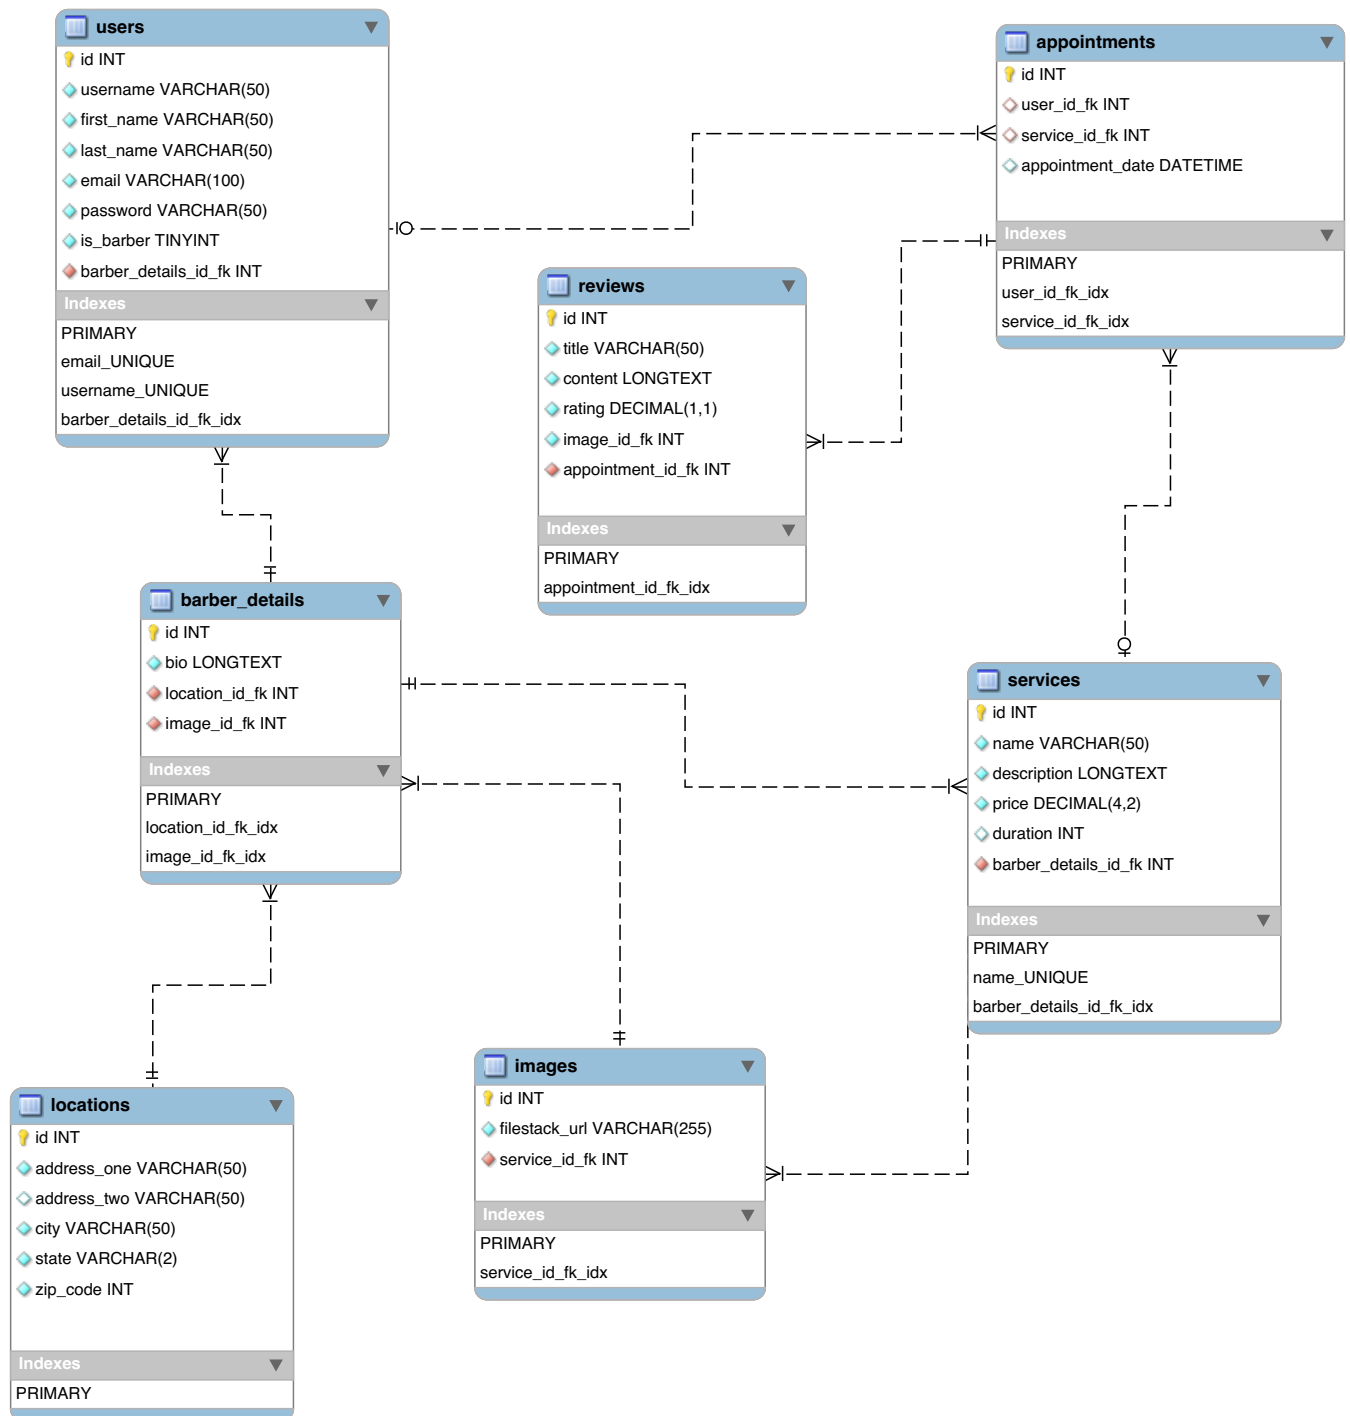 users
id INT
username VARCHAR(50)
first_name VARCHAR(50)
last_name VARCHAR(50)
email VARCHAR(100)
password VARCHAR(50)
is_barber TINYINT
barber_details_id_fk INT
Indexes
PRIMARY
email_UNIQUE
username_UNIQUE
barber_details_id_fk_idx
appointments
id INT
user_id_fk INT
service_id_fk INT
appointment_date DATETIME
Indexes
PRIMARY
user_id_fk_idx
service_id_fk_idx
reviews
id INT
title VARCHAR(50)
content LONGTEXT
rating DECIMAL(1,1)
image_id_fk INT
appointment_id_fk INT
Indexes
PRIMARY
appointment_id_fk_idx
barber_details
id INT
bio LONGTEXT
location_id_fk INT
image_id_fk INT
Indexes
PRIMARY
location_id_fk_idx
image_id_fk_idx
services
id INT
name VARCHAR(50)
description LONGTEXT
price DECIMAL(4,2)
duration INT
barber_details_id_fk INT
Indexes
PRIMARY
name_UNIQUE
barber_details_id_fk_idx
images
id INT
filestack_url VARCHAR(255)
service_id_fk INT
Indexes
PRIMARY
service_id_fk_idx
locations
id INT
address_one VARCHAR(50)
address_two VARCHAR(50)
city VARCHAR(50)
state VARCHAR(2)
zip_code INT
Indexes
PRIMARY